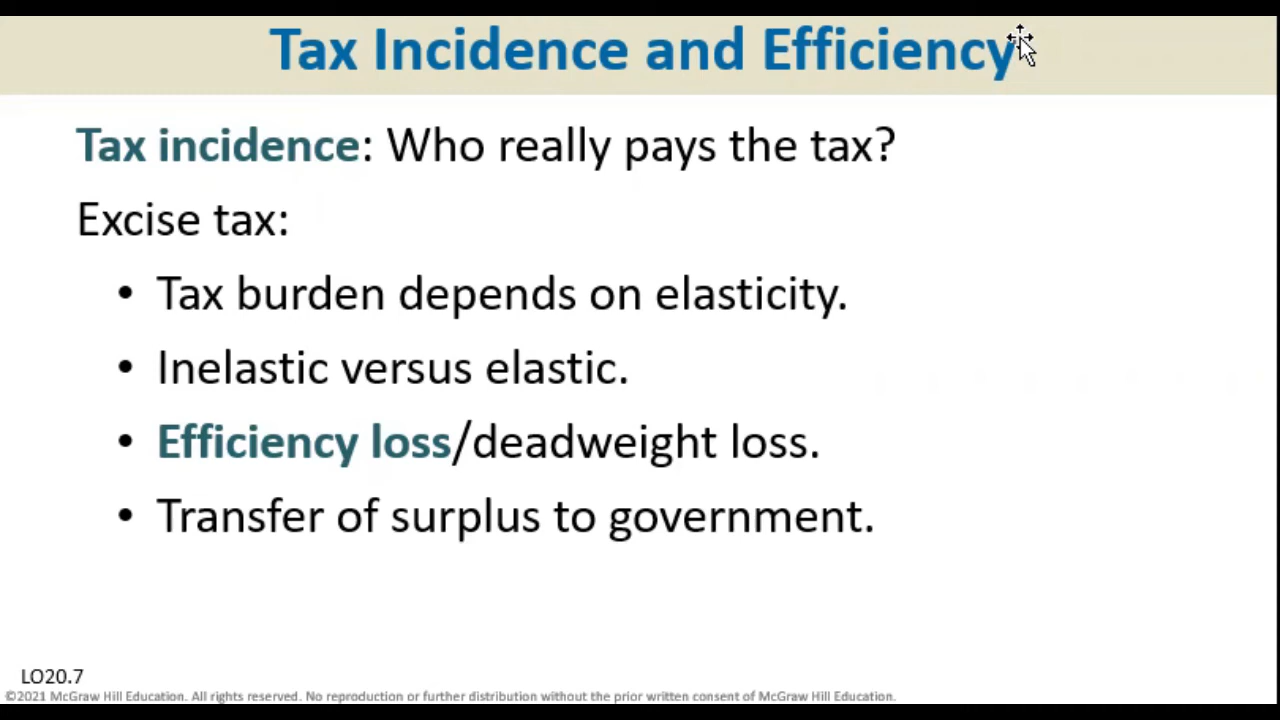 Tax Incidence and Efficiency
Tax incidence: Who really pays the tax?
Excise tax:
• Tax burden depends on elasticity.
• Inelastic versus elastic.
• Efficiency loss/deadweight loss.
• Transfer of surplus to government.
LO20.7
©2021 McGraw Hill Education. All rights reserved. No reproduction or further distribution without the prior written consent of McGraw Hill Education.